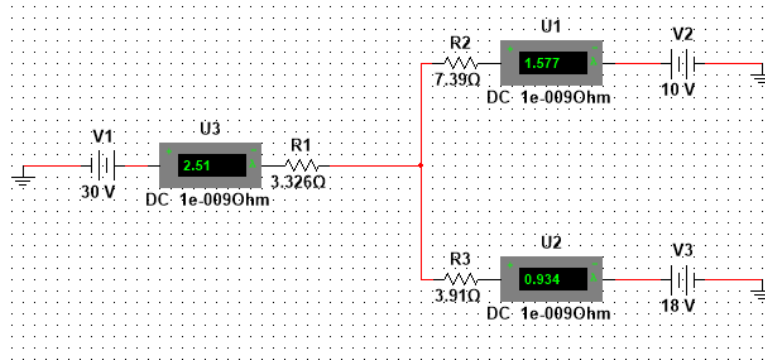 U1
R2
V2
+
-
1.577
A
7.39Ω
DC 1e-009Ohm
10 V
V1
U3
R1
+
-
2.51
A
30 V
3.326Ω
DC 1e-009Ohm
U2
R3
V3
+
-
0.934
A
3.91Ω
DC 1e-009Ohm
18 V